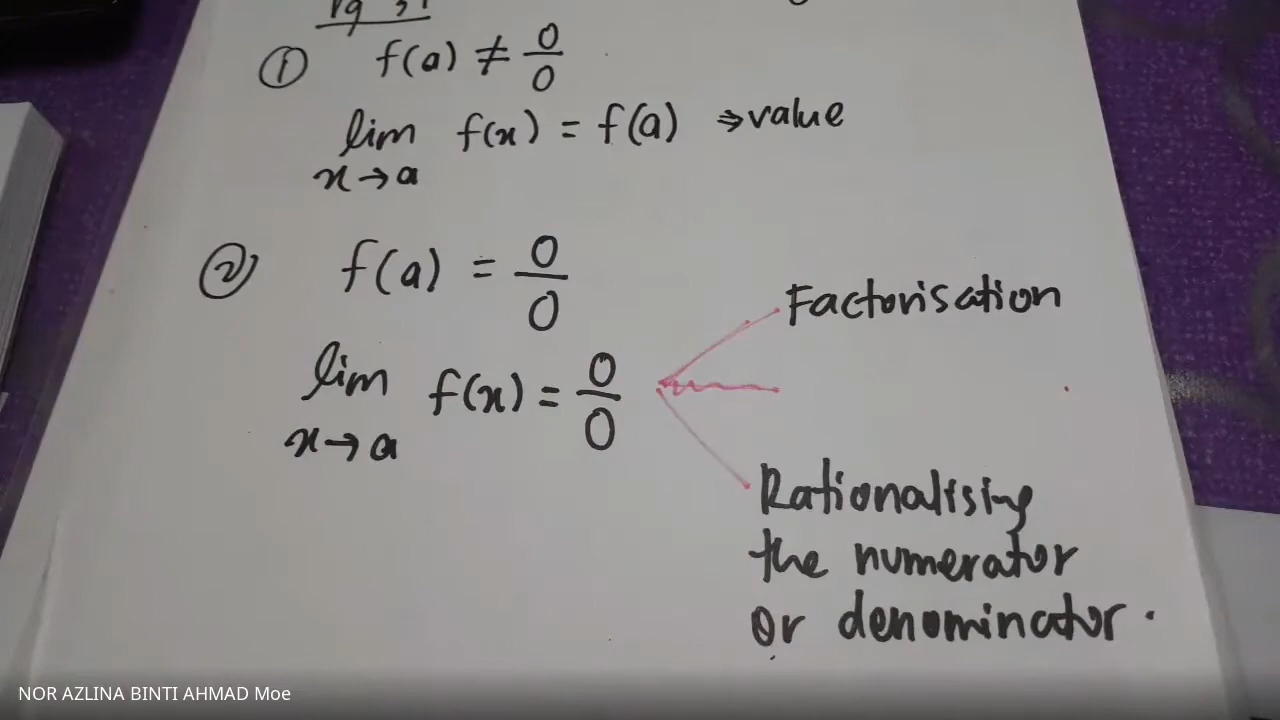 ① f(a) ≠ 0/0
lim x→a f(x) = f(a) ⇒ value
② f(a) = 0/0
lim x→a f(x) = 0/0
Factorisation
Rationalising
the numerator
or denominator.
NOR AZLINA BINTI AHMAD Moe